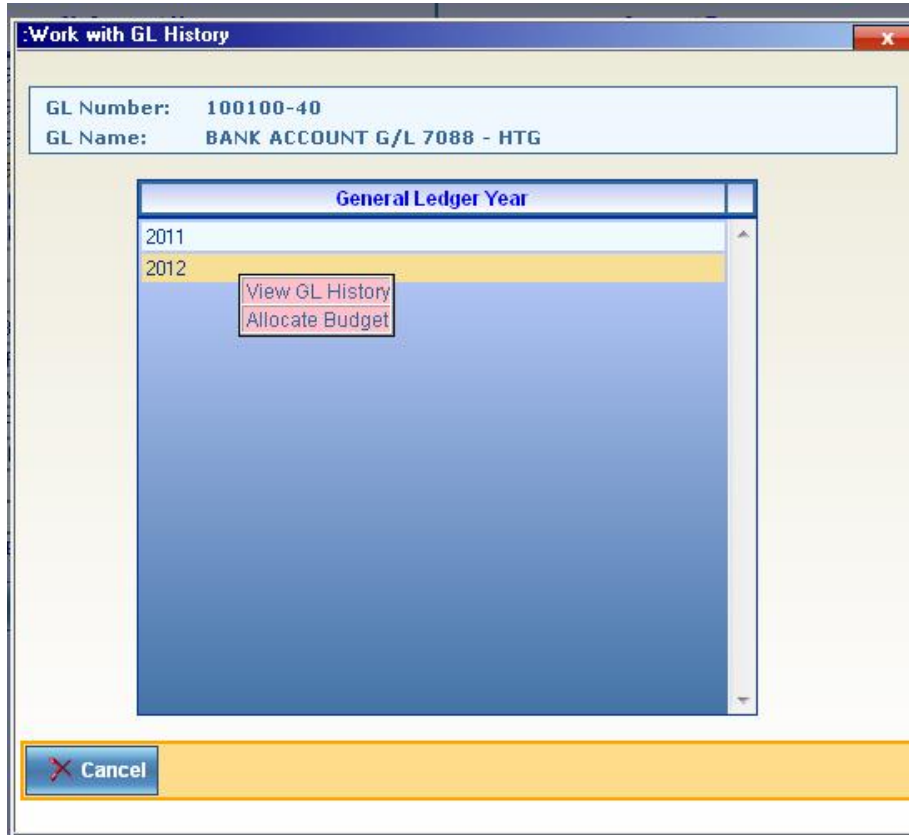 :Work with GL History
x
GL Number: 100100-40
GL Name: BANK ACCOUNT G/L 7088 - HTG
General Ledger Year
2011
2012
View GL History
Allocate Budget
Cancel